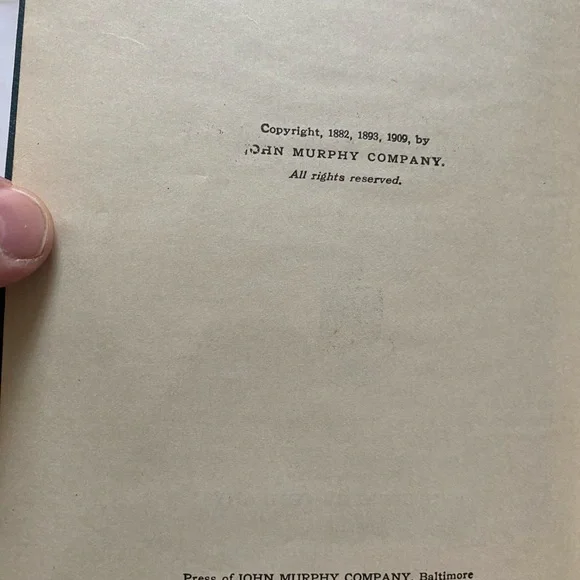 Copyright, 1882, 1893, 1909, by
JOHN MURPHY COMPANY.
All rights reserved.
Press of JOHN MURPHY COMPANY, Baltimore